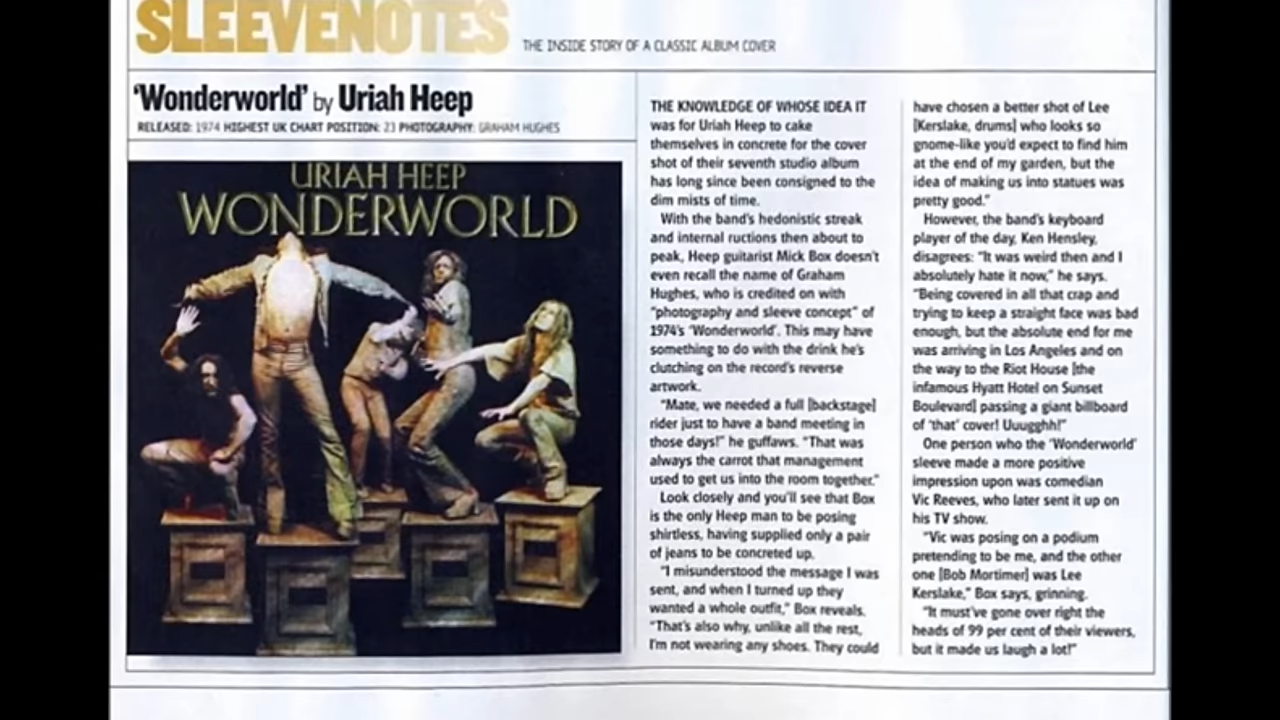 SLEEVENOTES THE INSIDE STORY OF A CLASSIC ALBUM COVER
'Wonderworld' by Uriah Heep
RELEASED: 1974 HIGHEST UK CHART POSITION: 23 PHOTOGRAPHY: GRAHAM HUGHES
URIAH HEEP
WONDERWORLD
THE KNOWLEDGE OF WHOSE IDEA IT
was for Uriah Heep to cake
themselves in concrete for the cover
shot of their seventh studio album
has long since been consigned to the
dim mists of time.
With the band's hedonistic streak
and internal ructions then about to
peak, Heep guitarist Mick Box doesn't
even recall the name of Graham
Hughes, who is credited on with
"photography and sleeve concept" of
1974's 'Wonderworld'. This may have
something to do with the drink he's
clutching on the record's reverse
artwork.
"Mate, we needed a full [backstage]
rider just to have a band meeting in
those days!" he guffaws. "That was
always the carrot that management
used to get us into the room together."
Look closely and you'll see that Box
is the only Heep man to be posing
shirtless, having supplied only a pair
of jeans to be concreted up.
"I misunderstood the message I was
sent, and when I turned up they
wanted a whole outfit," Box reveals.
"That's also why, unlike all the rest,
I'm not wearing any shoes. They could
have chosen a better shot of Lee
[Kerslake, drums] who looks so
gnome-like you'd expect to find him
at the end of my garden, but the
idea of making us into statues was
pretty good."
However, the band's keyboard
player of the day, Ken Hensley,
disagrees: "It was weird then and I
absolutely hate it now," he says.
"Being covered in all that crap and
trying to keep a straight face was bad
enough, but the absolute end for me
was arriving in Los Angeles and on
the way to the Riot House [the
infamous Hyatt Hotel on Sunset
Boulevard] passing a giant billboard
of 'that' cover! Uuugghh!"
One person who the 'Wonderworld'
sleeve made a more positive
impression upon was comedian
Vic Reeves, who later sent it up on
his TV show.
"Vic was posing on a podium
pretending to be me, and the other
one [Bob Mortimer] was Lee
Kerslake," Box says, grinning.
"It must've gone over right the
heads of 99 per cent of their viewers,
but it made us laugh a lot!"